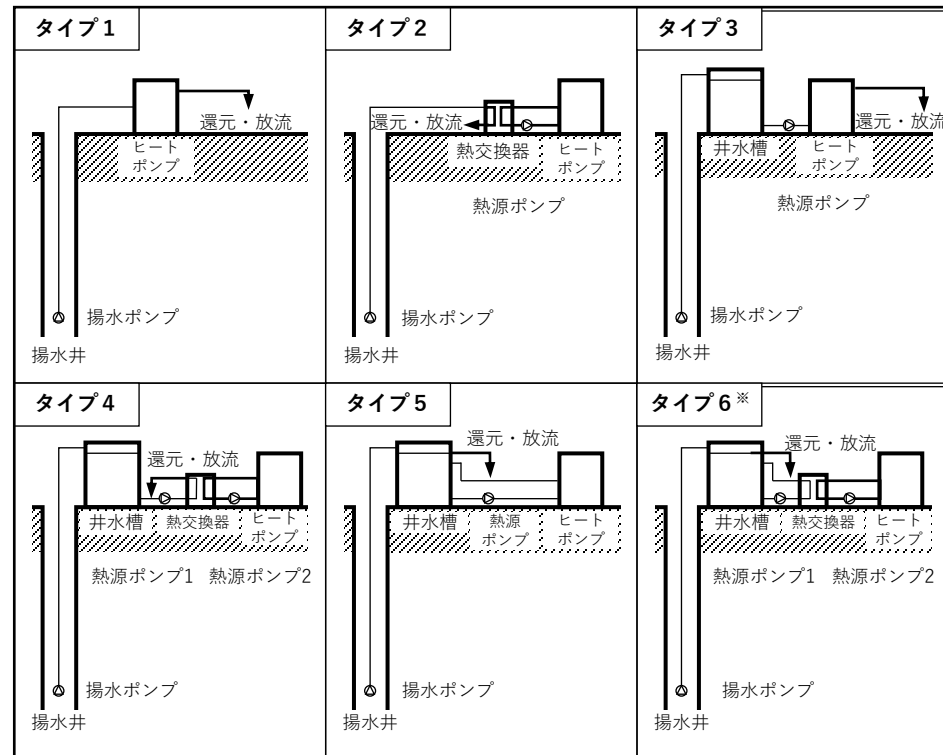 タイプ1
還元・放流
ヒート
ポンプ
揚水ポンプ
揚水井
タイプ2
還元・放流
熱交換器
ヒート
ポンプ
熱源ポンプ
揚水ポンプ
揚水井
タイプ3
還元・放流
井水槽
ヒート
ポンプ
熱源ポンプ
揚水ポンプ
揚水井
タイプ4
還元・放流
井水槽
熱交換器
ヒート
ポンプ
熱源ポンプ1 熱源ポンプ2
揚水ポンプ
揚水井
タイプ5
還元・放流
井水槽
熱源
ポンプ
ヒート
ポンプ
揚水ポンプ
揚水井
タイプ6※
還元・放流
井水槽
熱交換器
ヒート
ポンプ
熱源ポンプ1 熱源ポンプ2
揚水ポンプ
揚水井